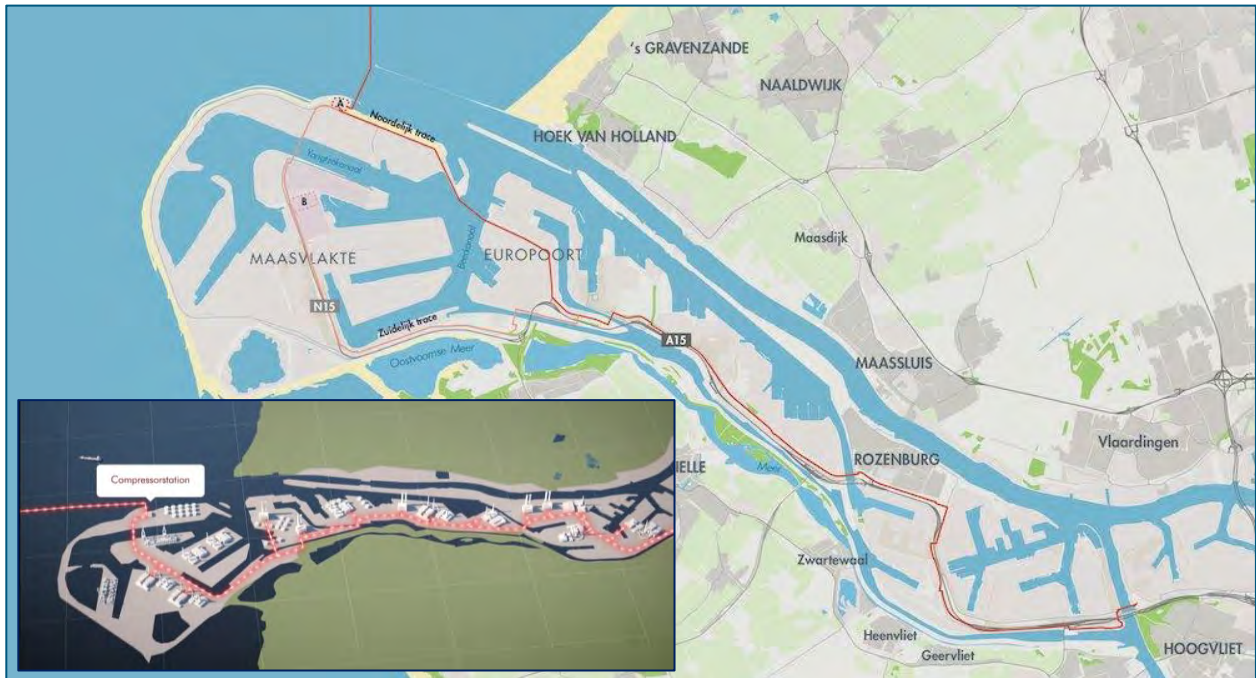 's GRAVENZANDE
NAALDWIJK
A
Noordelijk trace
HOEK VAN HOLLAND
Yangtzekanaal
B
Maasdijk
Beerkanaal
EUROPOORT
MAASVLAKTE
N15
Zuidelijk trace
A15
Oostvoornse Meer
MAASSLUIS
Vlaardingen
ROZENBURG
IELLE
Meer
Compressorstation
Zwartewaal
Heenvliet
Geervliet
HOOGVLIET